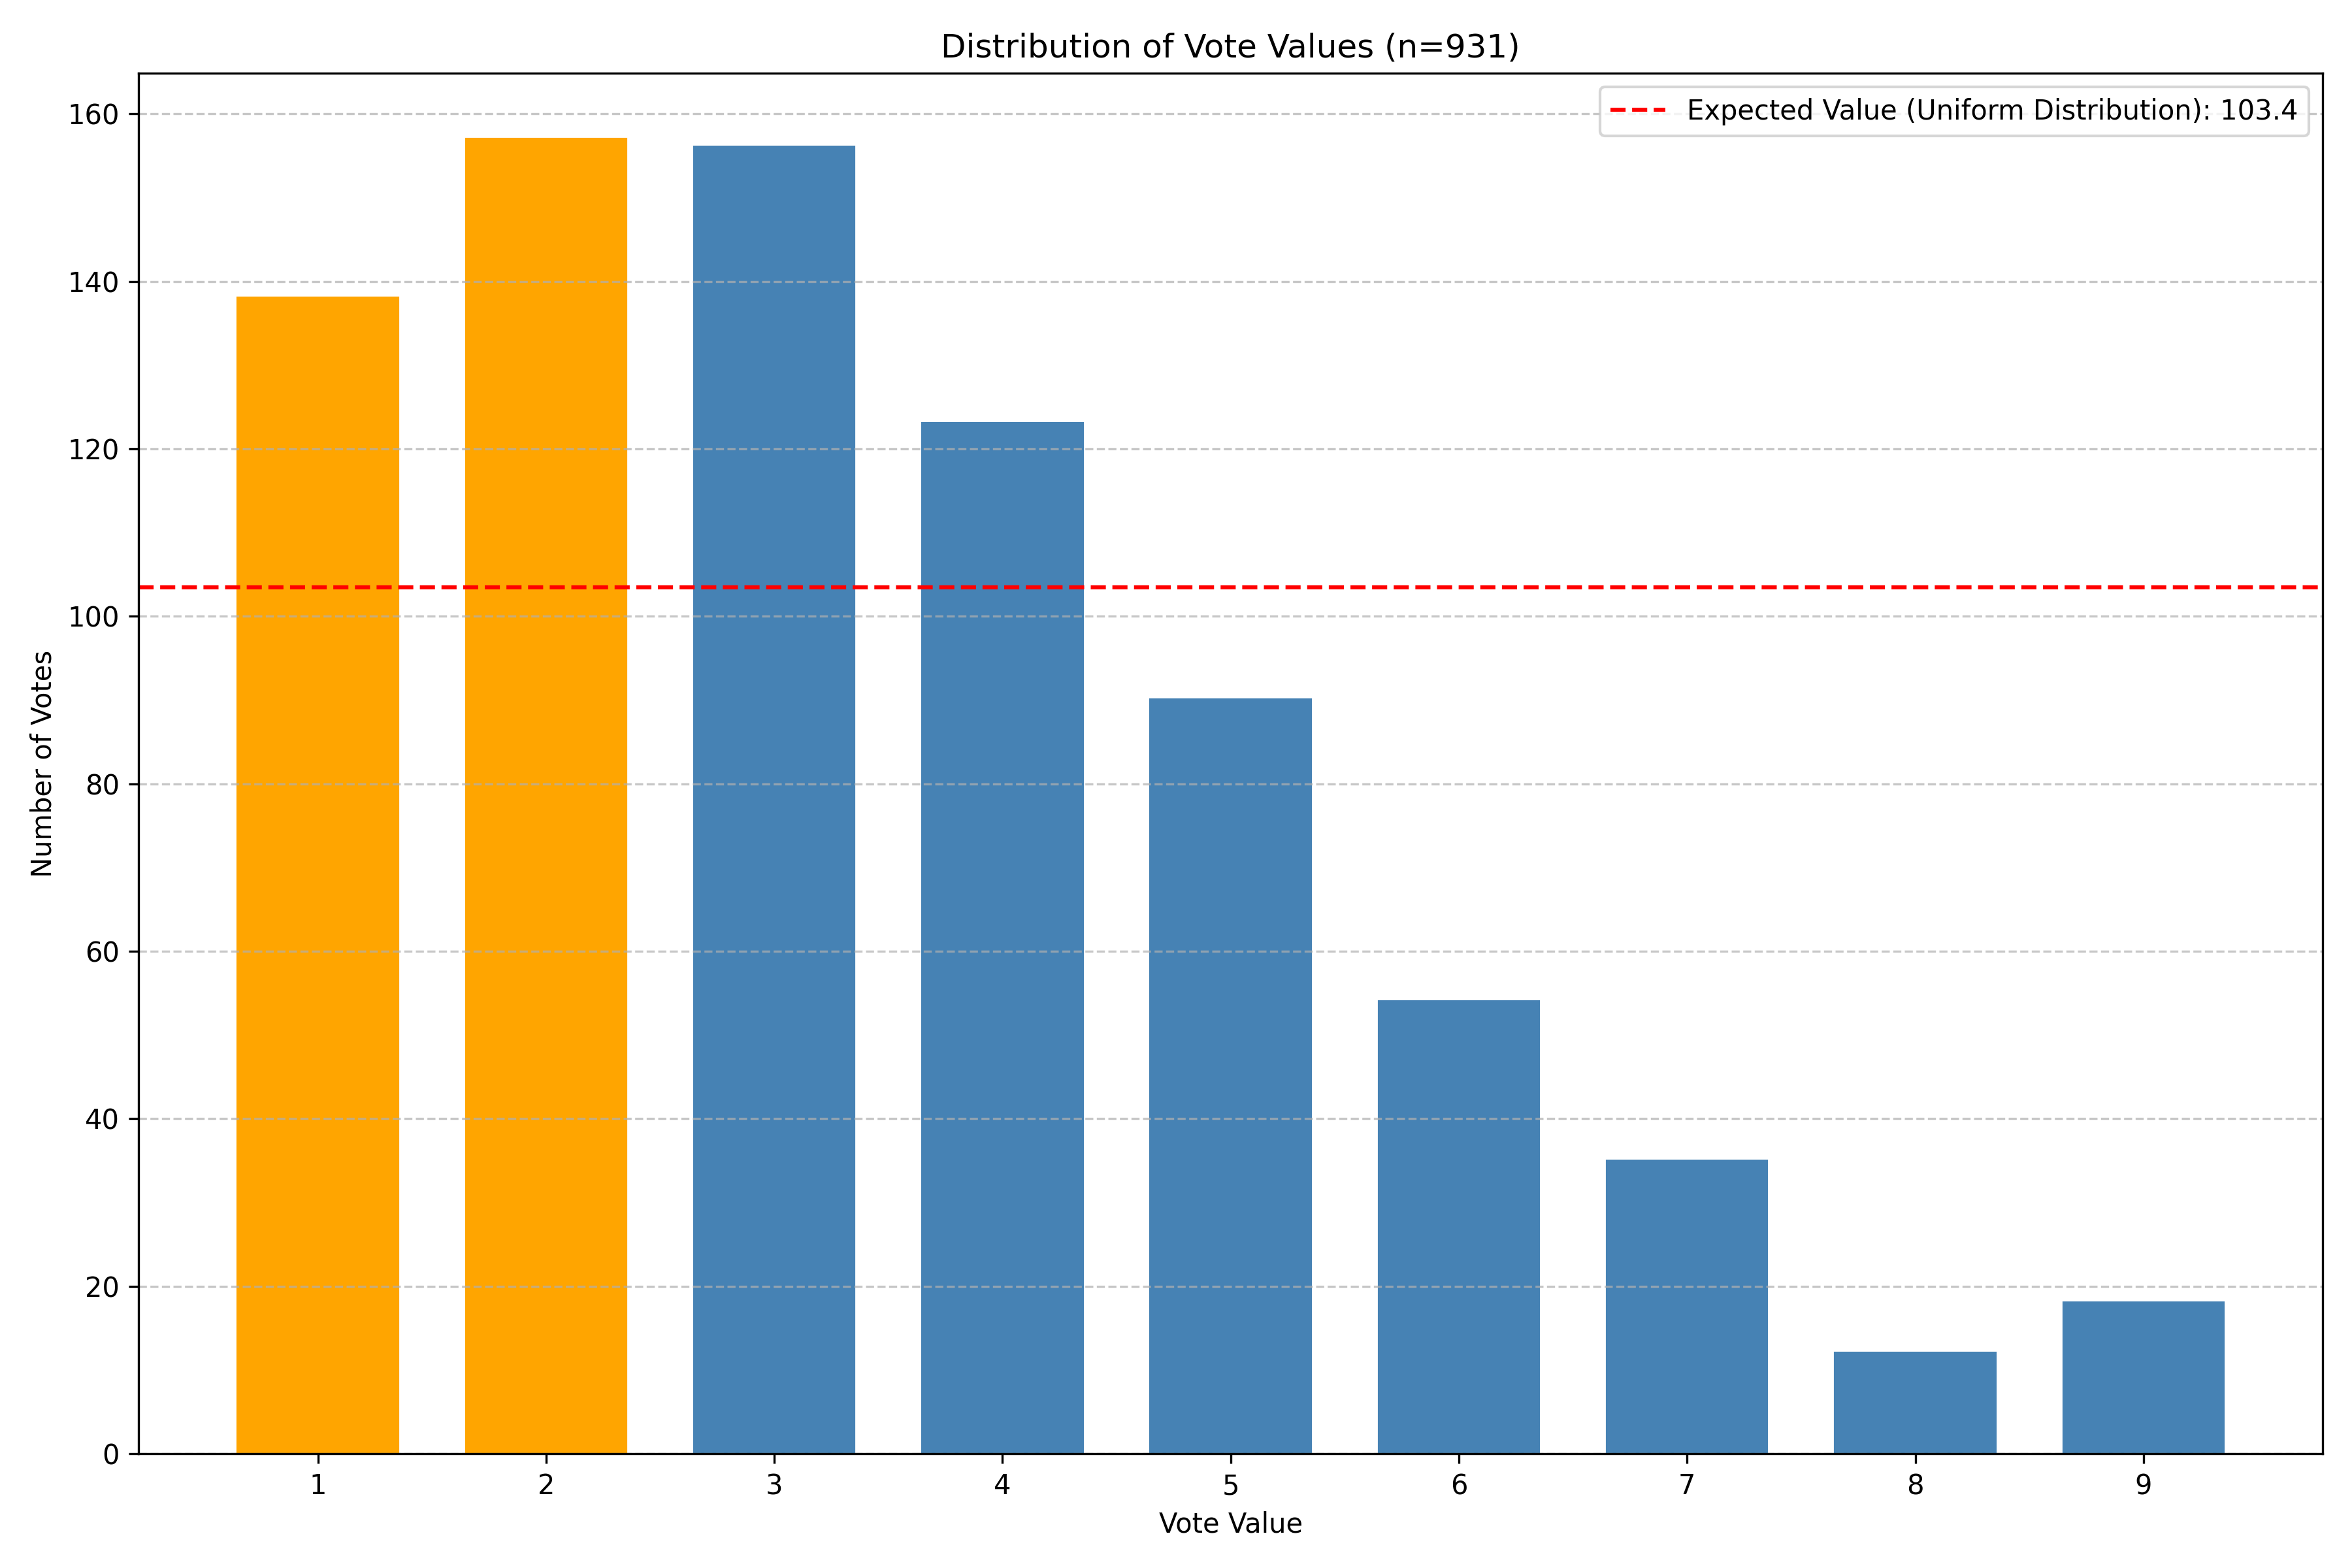 Distribution of Vote Values (n=931)
Expected Value (Uniform Distribution): 103.4
Number of Votes
160
140
120
100
80
60
40
20
0
1 2 3 4 5 6 7 8 9
Vote Value